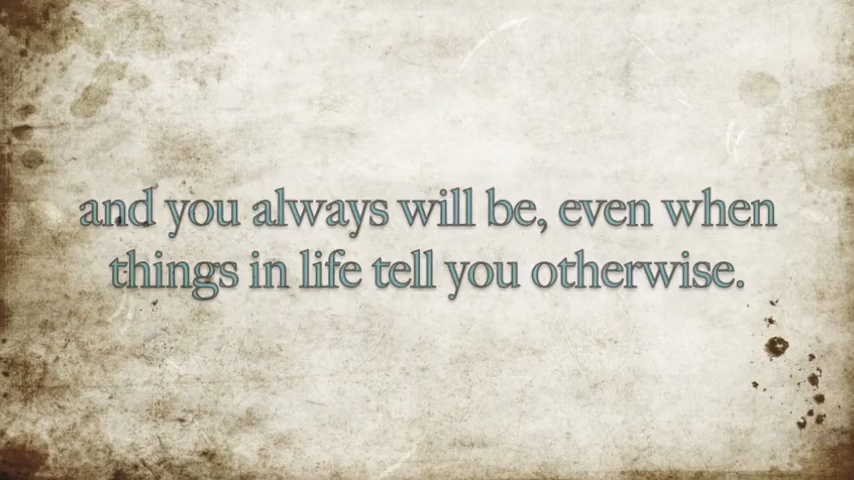 and you always will be, even when
things in life tell you otherwise.